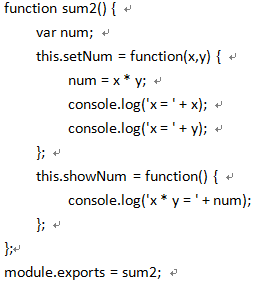 function sum2() {
var num;
this.setNum = function(x,y) {
num = x * y;
console.log('x = ' + x);
console.log('x = ' + y);
};
this.showNum = function() {
console.log('x * y = ' + num);
};
};
module.exports = sum2;